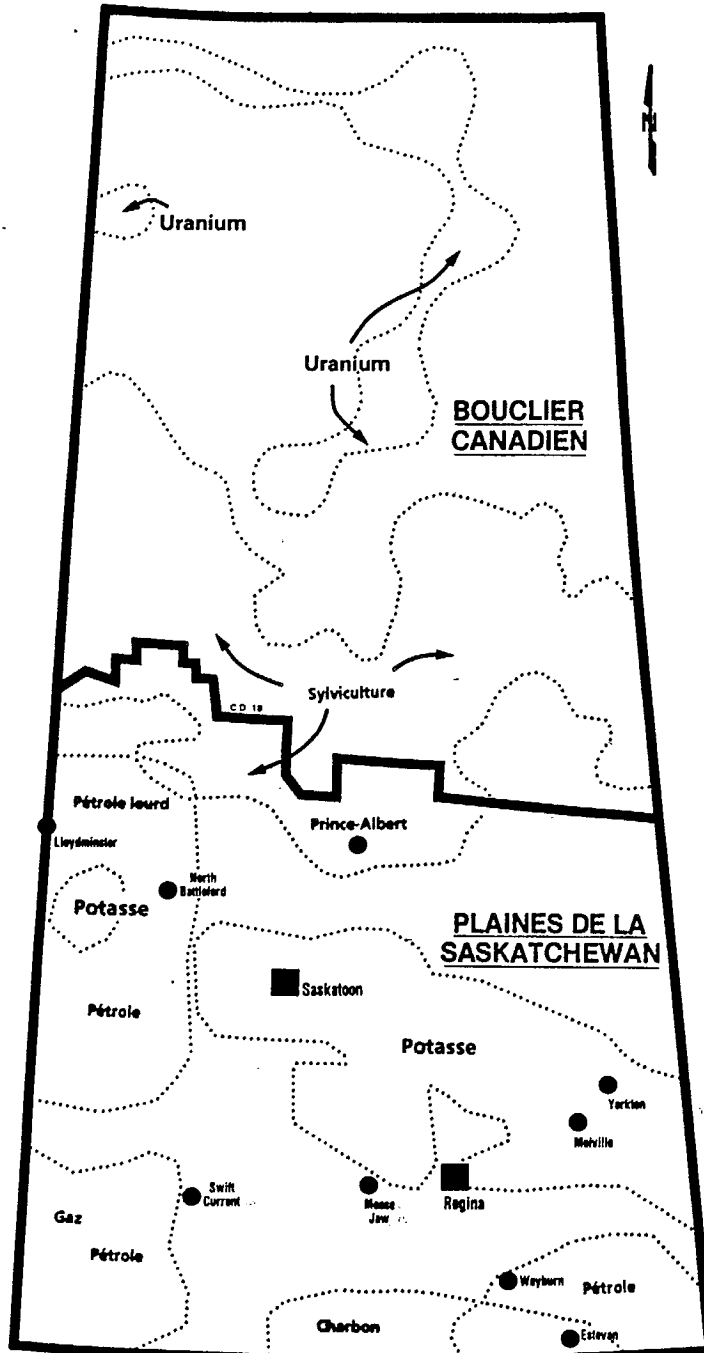 N
Uranium
Uranium
BOUCLIER
CANADIEN
Sylviculture
CD 18
Pétrole lourd
Prince-Albert
Lloydminster
North
Battleford
Potasse
PLAINES DE LA
SASKATCHEWAN
Saskatoon
Pétrole
Potasse
Yorkton
Melville
Swift
Current
Moose
Jaw
Regina
Gaz
Pétrole
Weyburn
Pétrole
Charbon
Estevan